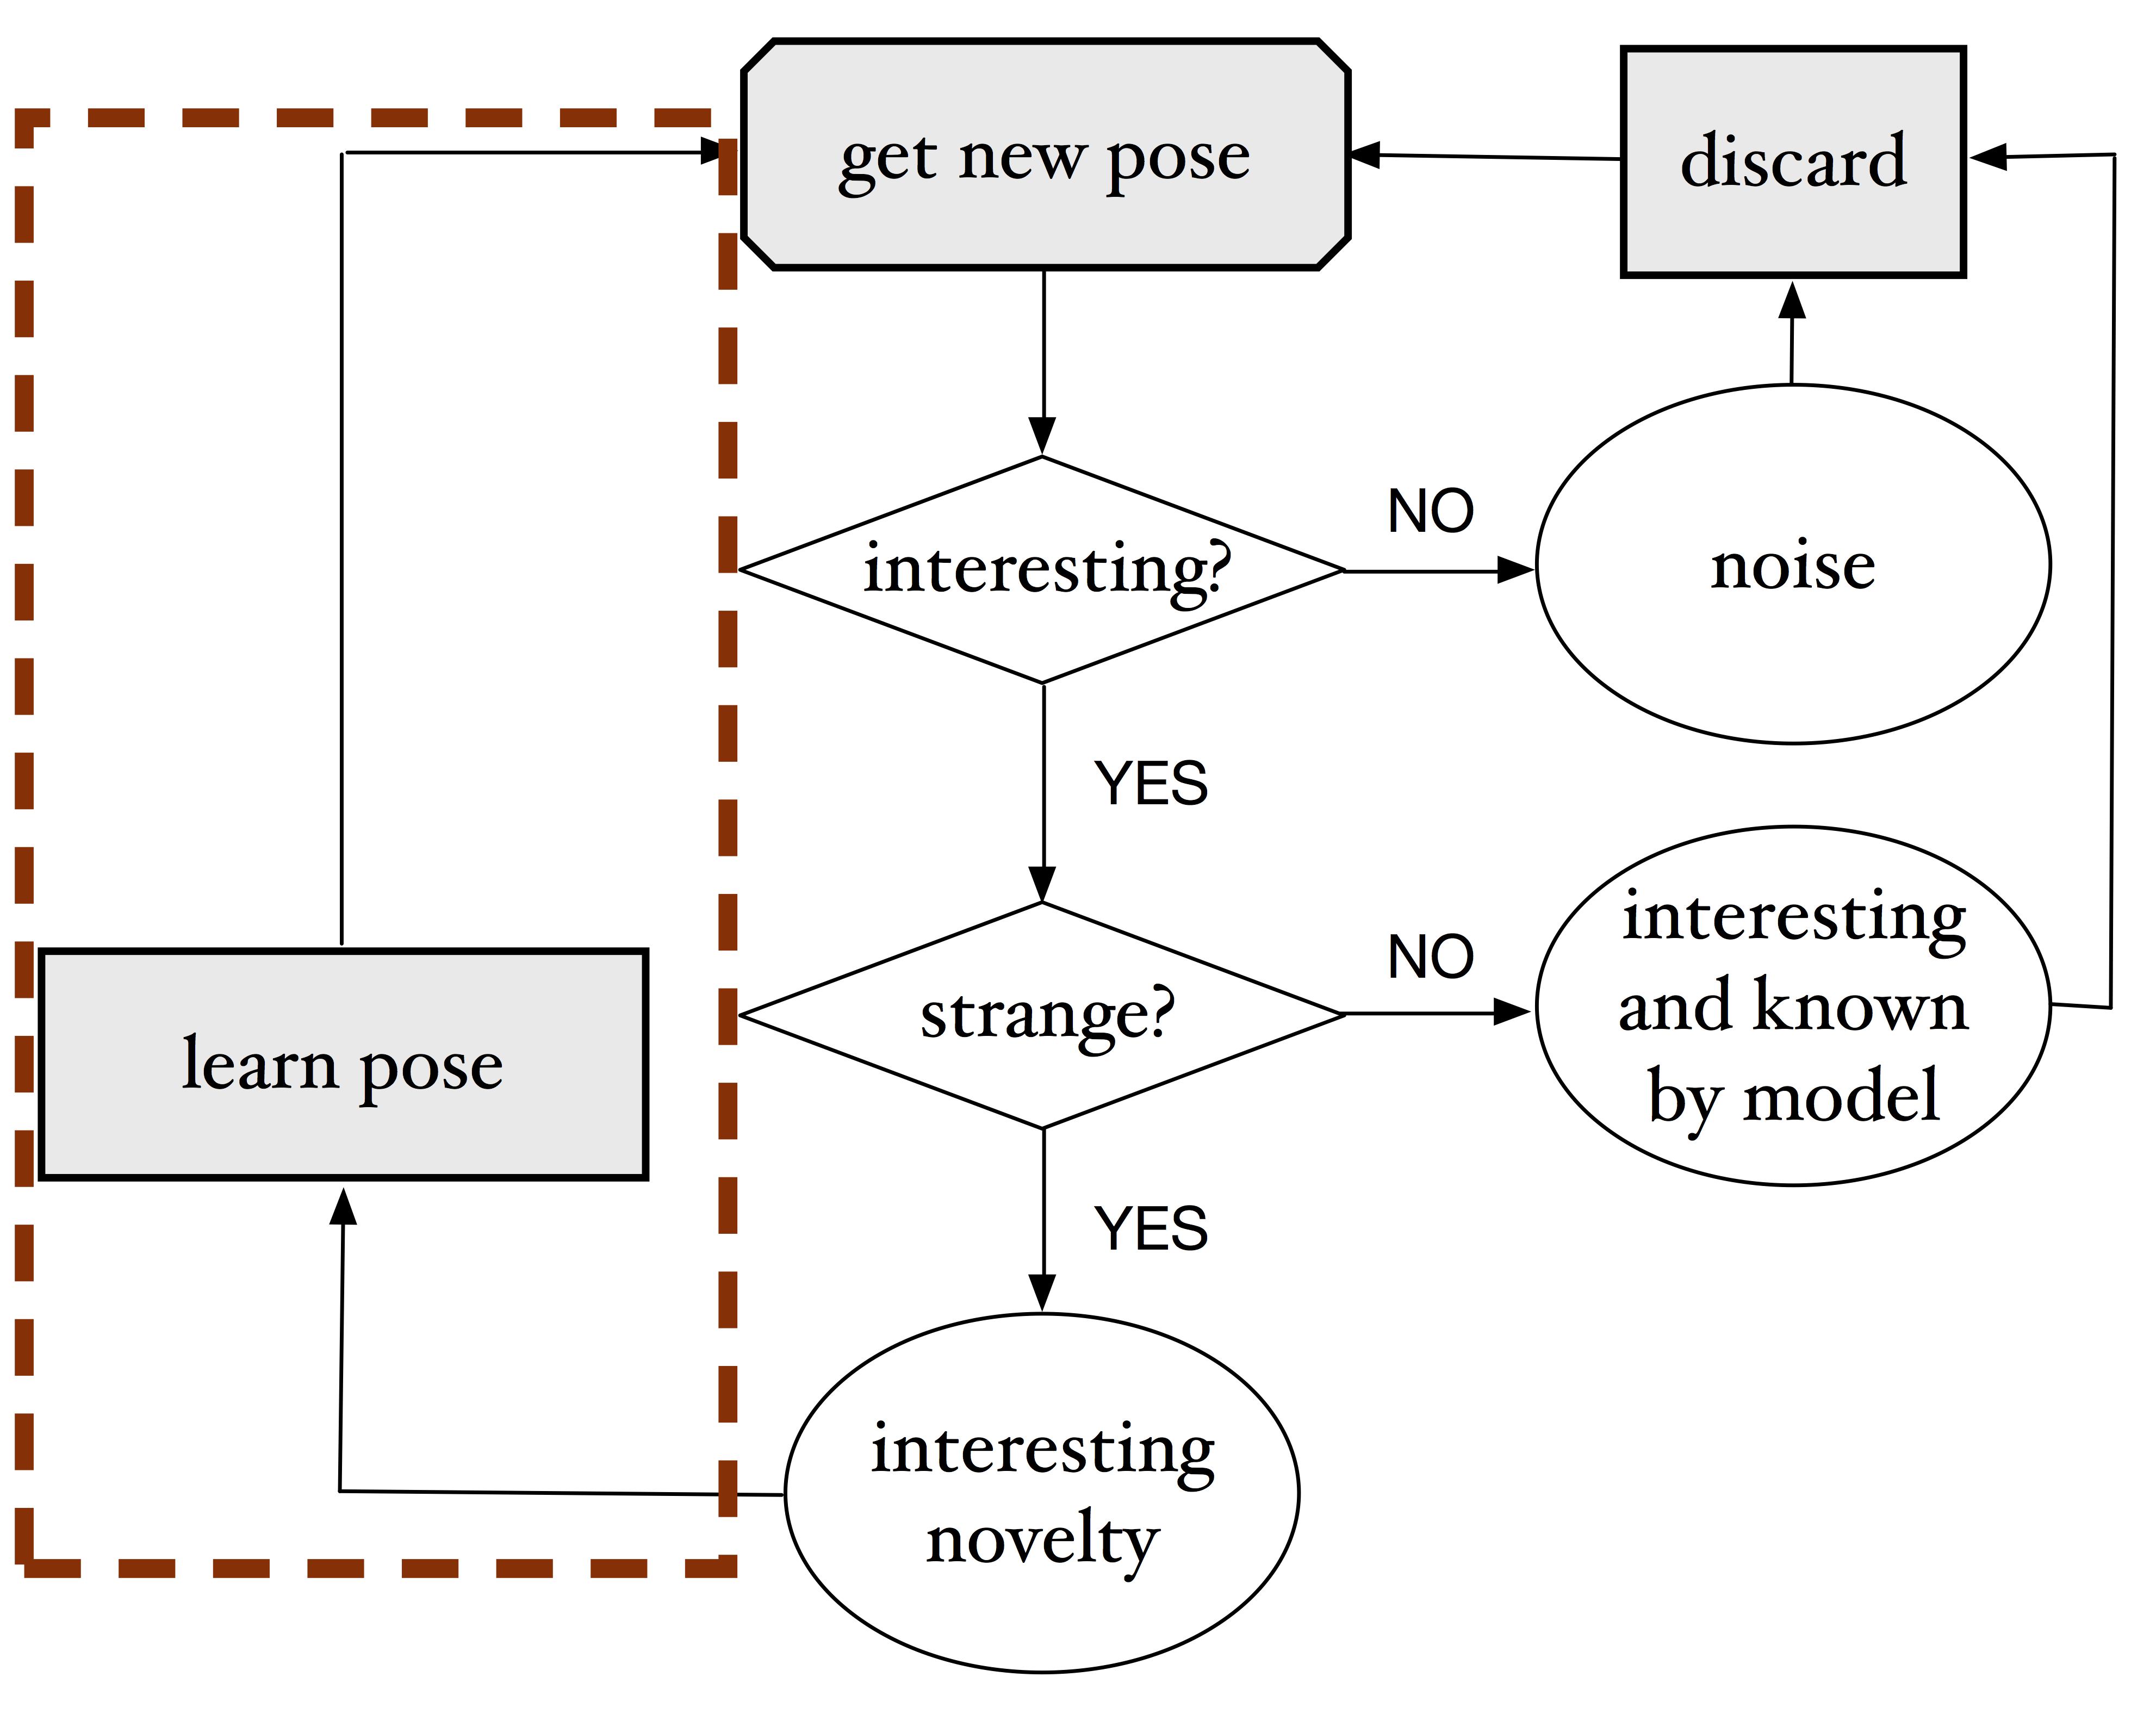 get new pose
discard
interesting?
NO
noise
YES
strange?
NO
interesting
and known
by model
learn pose
YES
interesting
novelty